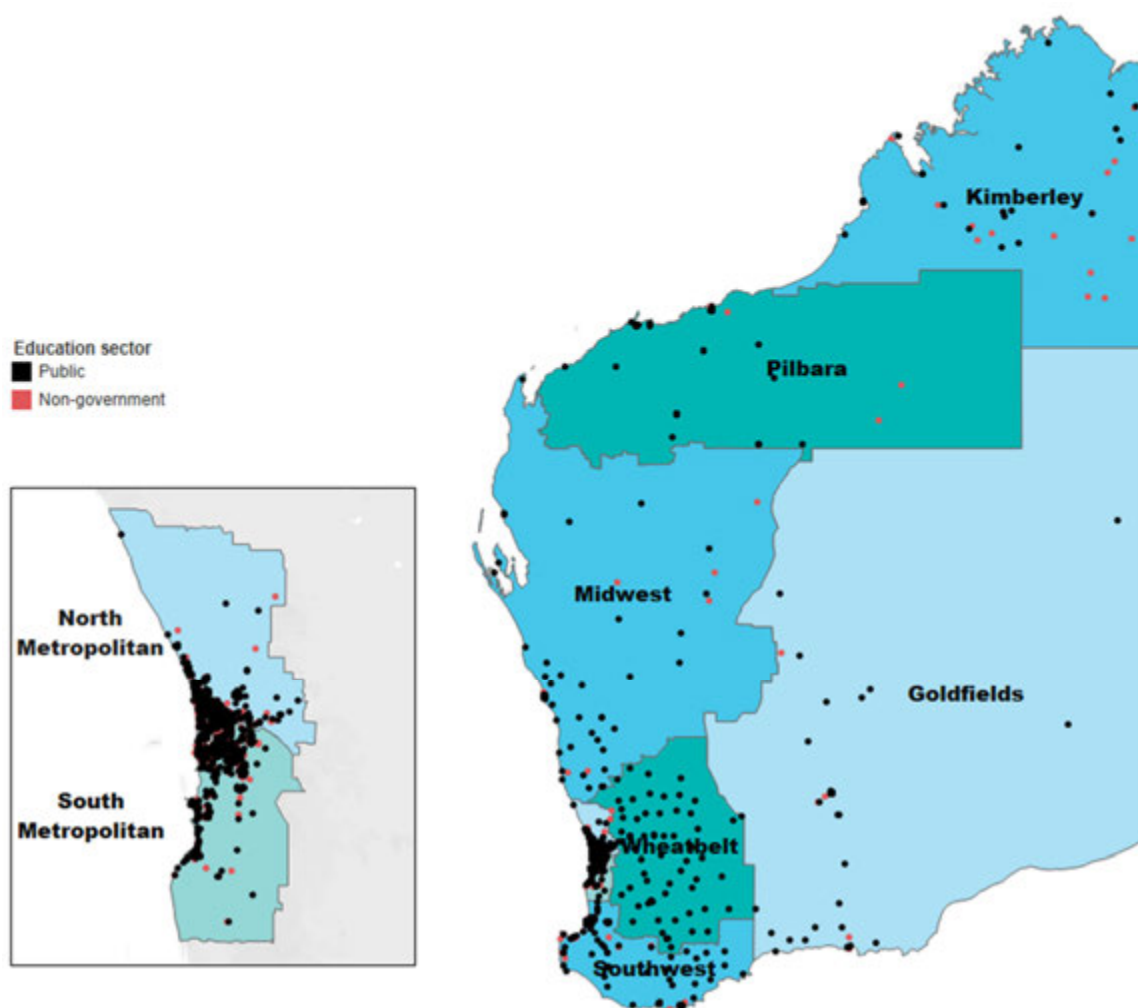 Education sector
Public
Non-government
North
Metropolitan
South
Metropolitan
Kimberley
Pilbara
Midwest
Goldfields
Wheatbelt
Southwest